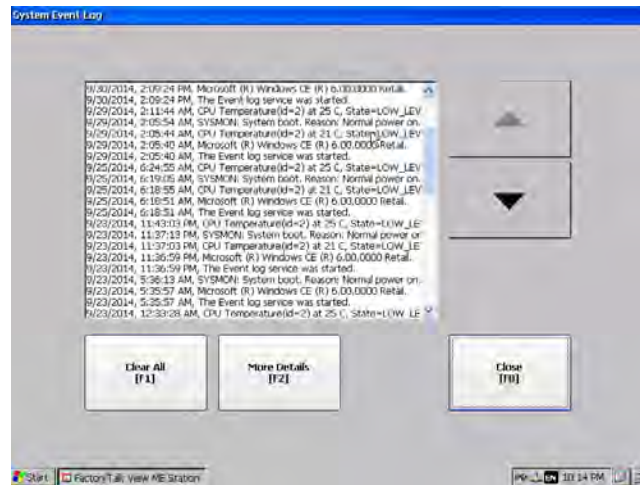 System Event Log
9/30/2014, 2:09:24 PM, Microsoft (R) Windows CE (R) 6.00.0000 Retail.
9/30/2014, 2:09:24 PM, The Event log service was started.
9/29/2014, 2:11:44 AM, CPU Temperature(id=2) at 25 C, State=LOW_LEV
9/29/2014, 2:05:54 AM, SYSMON: System boot. Reason: Normal power on.
9/29/2014, 2:05:44 AM, CPU Temperature(id=2) at 21 C, State=LOW_LEV
9/29/2014, 2:05:40 AM, Microsoft (R) Windows CE (R) 6.00.0000 Retail.
9/29/2014, 2:05:40 AM, The Event log service was started.
9/25/2014, 6:24:55 AM, CPU Temperature(id=2) at 25 C, State=LOW_LEV
9/25/2014, 6:19:05 AM, SYSMON: System boot. Reason: Normal power on.
9/25/2014, 6:18:55 AM, CPU Temperature(id=2) at 21 C, State=LOW_LEV
9/25/2014, 6:18:51 AM, Microsoft (R) Windows CE (R) 6.00.0000 Retail.
9/25/2014, 6:18:51 AM, The Event log service was started.
9/23/2014, 11:43:03 PM, CPU Temperature(id=2) at 25 C, State=LOW_LE
9/23/2014, 11:37:13 PM, SYSMON: System boot. Reason: Normal power or
9/23/2014, 11:37:03 PM, CPU Temperature(id=2) at 21 C, State=LOW_LE
9/23/2014, 11:36:59 PM, Microsoft (R) Windows CE (R) 6.00.0000 Retail.
9/23/2014, 11:36:59 PM, The Event log service was started.
9/23/2014, 5:36:13 AM, SYSMON: System boot. Reason: Normal power on.
9/23/2014, 5:35:57 AM, Microsoft (R) Windows CE (R) 6.00.0000 Retail.
9/23/2014, 5:35:57 AM, The Event log service was started.
9/23/2014, 12:33:28 AM, CPU Temperature(id=2) at 25 C, State=LOW_LE
Clear All
[F1]
More Details
[F2]
Close
[F8]
Start
FactoryTalk View ME Station
EN
10:14 PM